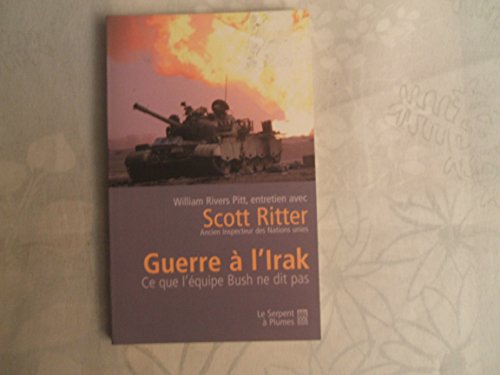 William Rivers Pitt, entretien avec
Scott Ritter
Ancien Inspecteur des Nations unies
Guerre à l'Irak
Ce que l'équipe Bush ne dit pas
Le Serpent
à Plumes